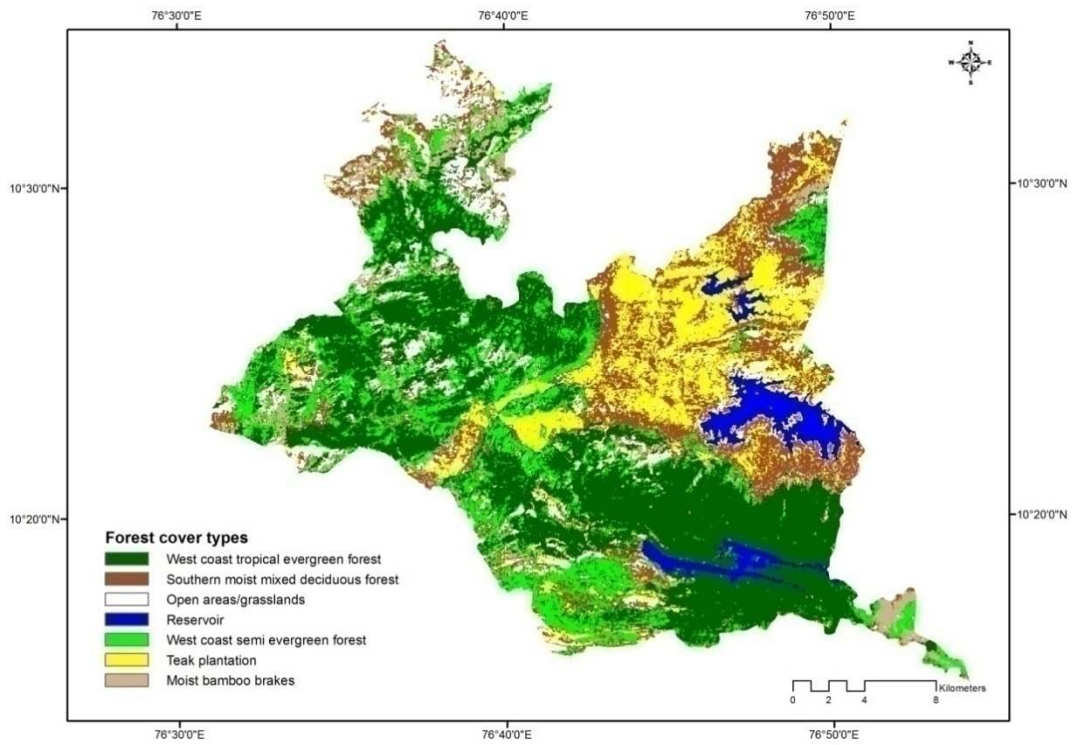 76°30'0"E 76°40'0"E 76°50'0"E
N
W E
S
10°30'0"N 10°30'0"N
10°20'0"N 10°20'0"N
Forest cover types
West coast tropical evergreen forest
Southern moist mixed deciduous forest
Open areas/grasslands
Reservoir
West coast semi evergreen forest
Teak plantation
Moist bamboo brakes
Kilometers
0 2 4 8
76°30'0"E 76°40'0"E 76°50'0"E